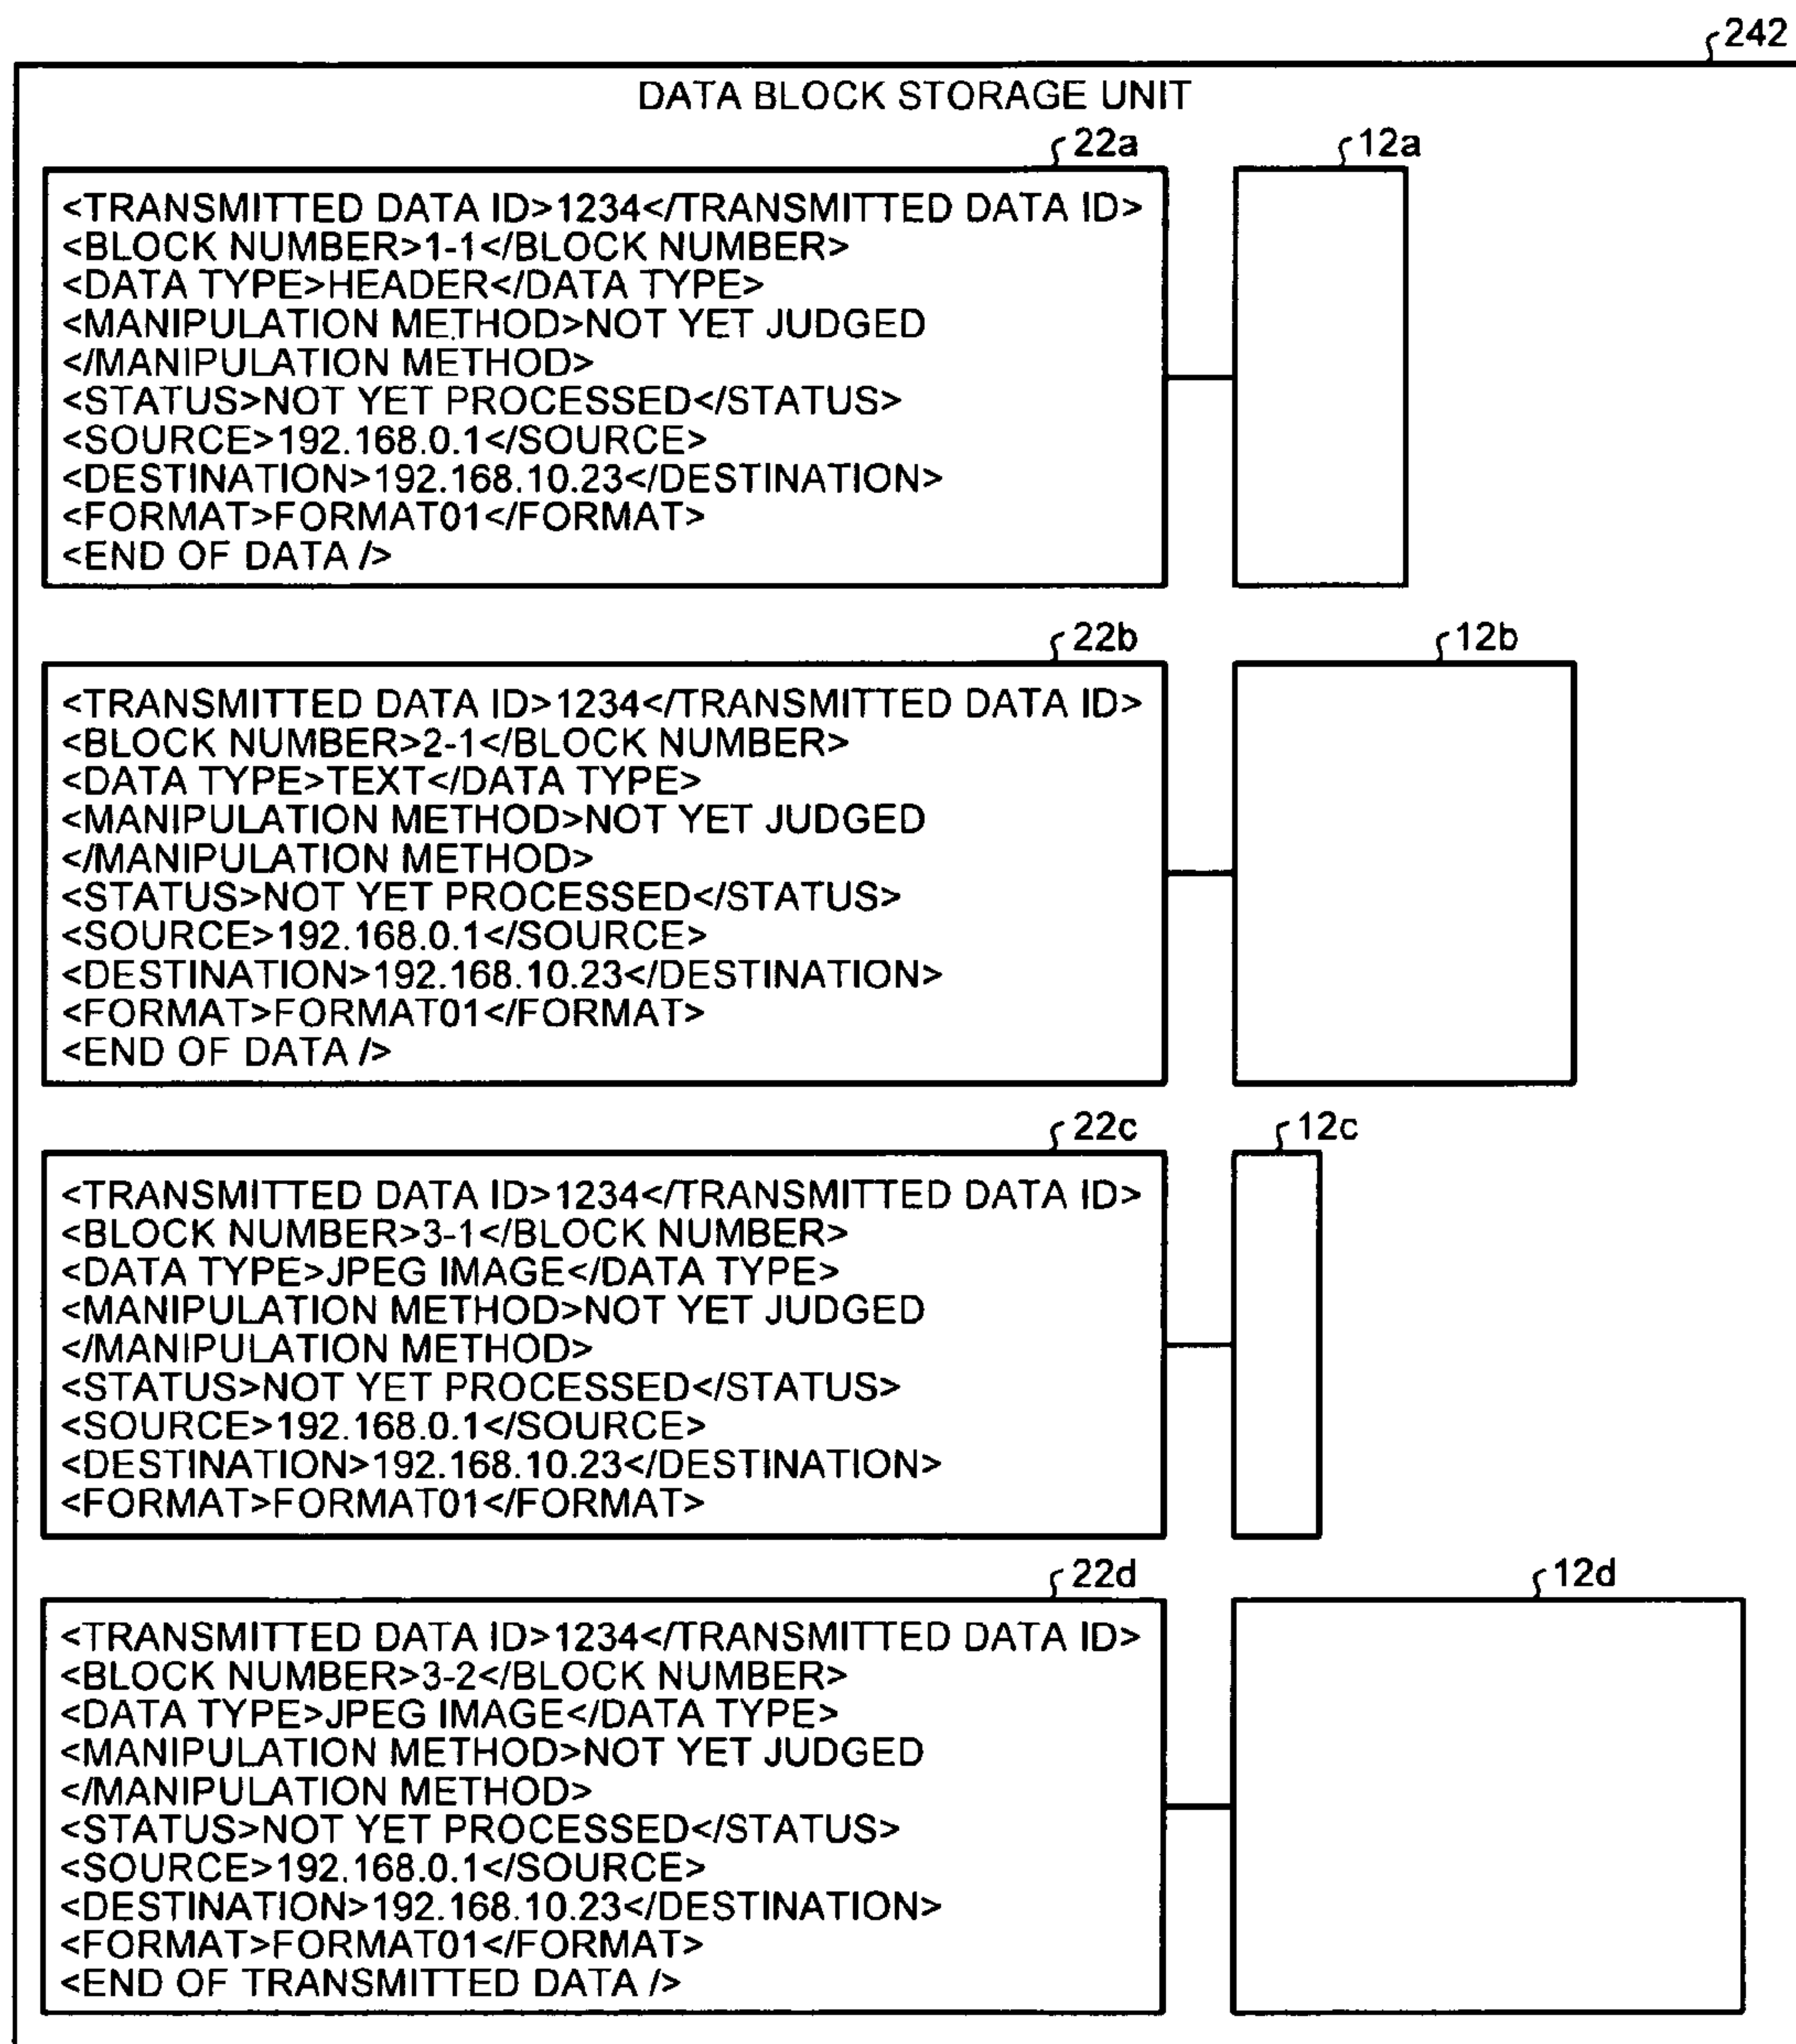 242
DATA BLOCK STORAGE UNIT
22a
12a
<TRANSMITTED DATA ID>1234</TRANSMITTED DATA ID>
<BLOCK NUMBER>1-1</BLOCK NUMBER>
<DATA TYPE>HEADER</DATA TYPE>
<MANIPULATION METHOD>NOT YET JUDGED
</MANIPULATION METHOD>
<STATUS>NOT YET PROCESSED</STATUS>
<SOURCE>192.168.0.1</SOURCE>
<DESTINATION>192.168.10.23</DESTINATION>
<FORMAT>FORMAT01</FORMAT>
<END OF DATA />
22b
12b
<TRANSMITTED DATA ID>1234</TRANSMITTED DATA ID>
<BLOCK NUMBER>2-1</BLOCK NUMBER>
<DATA TYPE>TEXT</DATA TYPE>
<MANIPULATION METHOD>NOT YET JUDGED
</MANIPULATION METHOD>
<STATUS>NOT YET PROCESSED</STATUS>
<SOURCE>192.168.0.1</SOURCE>
<DESTINATION>192.168.10.23</DESTINATION>
<FORMAT>FORMAT01</FORMAT>
<END OF DATA />
22c
12c
<TRANSMITTED DATA ID>1234</TRANSMITTED DATA ID>
<BLOCK NUMBER>3-1</BLOCK NUMBER>
<DATA TYPE>JPEG IMAGE</DATA TYPE>
<MANIPULATION METHOD>NOT YET JUDGED
</MANIPULATION METHOD>
<STATUS>NOT YET PROCESSED</STATUS>
<SOURCE>192.168.0.1</SOURCE>
<DESTINATION>192.168.10.23</DESTINATION>
<FORMAT>FORMAT01</FORMAT>
22d
12d
<TRANSMITTED DATA ID>1234</TRANSMITTED DATA ID>
<BLOCK NUMBER>3-2</BLOCK NUMBER>
<DATA TYPE>JPEG IMAGE</DATA TYPE>
<MANIPULATION METHOD>NOT YET JUDGED
</MANIPULATION METHOD>
<STATUS>NOT YET PROCESSED</STATUS>
<SOURCE>192.168.0.1</SOURCE>
<DESTINATION>192.168.10.23</DESTINATION>
<FORMAT>FORMAT01</FORMAT>
<END OF TRANSMITTED DATA />